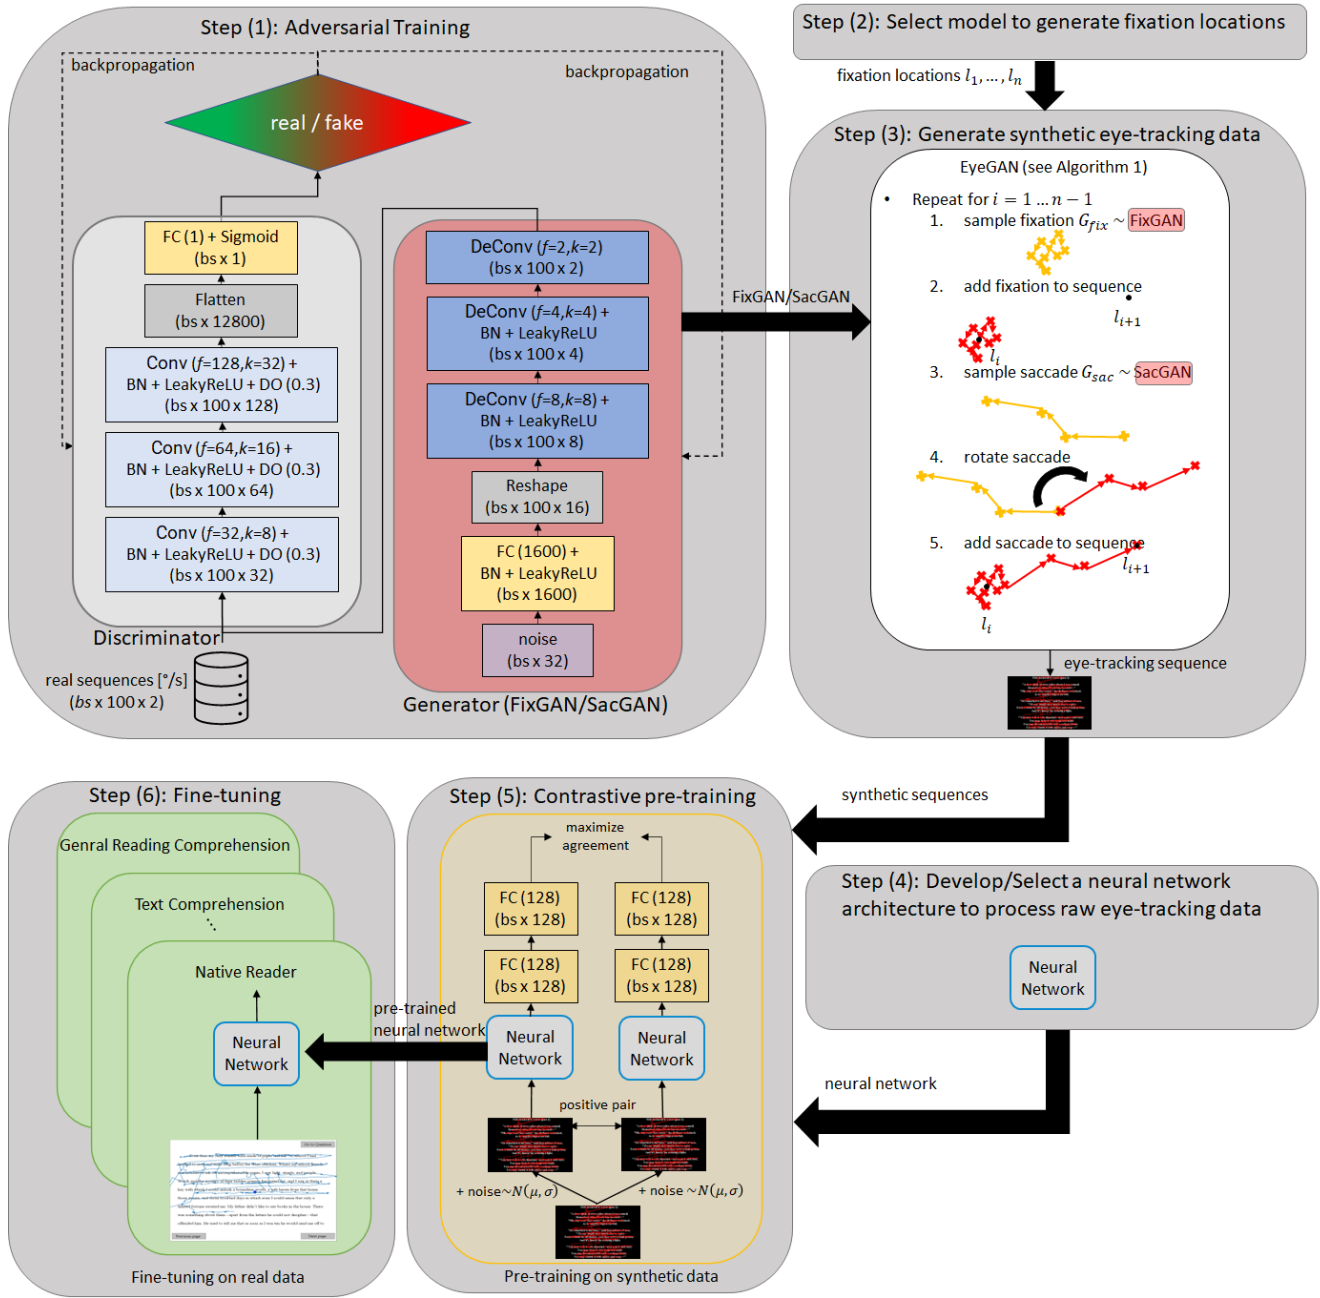 Step (1): Adversarial Training
backpropagation
backpropagation
real / fake
FC (1) + Sigmoid
(bs x 1)
Flatten
(bs x 12800)
Conv (f=128,k=32) +
BN + LeakyReLU + DO (0.3)
(bs x 100 x 128)
Conv (f=64,k=16) +
BN + LeakyReLU + DO (0.3)
(bs x 100 x 64)
Conv (f=32,k=8) +
BN + LeakyReLU + DO (0.3)
(bs x 100 x 32)
Discriminator
real sequences [°/s]
(bs x 100 x 2)
DeConv (f=2,k=2)
(bs x 100 x 2)
DeConv (f=4,k=4) +
BN + LeakyReLU
(bs x 100 x 4)
DeConv (f=8,k=8) +
BN + LeakyReLU
(bs x 100 x 8)
Reshape
(bs x 100 x 16)
FC (1600) +
BN + LeakyReLU
(bs x 1600)
noise
(bs x 32)
Generator (FixGAN/SacGAN)
FixGAN/SacGAN
Step (2): Select model to generate fixation locations
fixation locations l₁, ..., lₙ
Step (3): Generate synthetic eye-tracking data
EyeGAN (see Algorithm 1)
• Repeat for i = 1 ... n − 1
1. sample fixation G_fix ~ FixGAN
2. add fixation to sequence
l_{i+1}
l_i
3. sample saccade G_sac ~ SacGAN
4. rotate saccade
5. add saccade to sequence
l_{i+1}
l_i
eye-tracking sequence
synthetic sequences
Step (4): Develop/Select a neural network
architecture to process raw eye-tracking data
Neural
Network
neural network
Step (5): Contrastive pre-training
maximize
agreement
FC (128)
(bs x 128)
FC (128)
(bs x 128)
FC (128)
(bs x 128)
FC (128)
(bs x 128)
Neural
Network
Neural
Network
positive pair
+ noise~N(μ, σ)
+ noise ~N(μ, σ)
Pre-training on synthetic data
pre-trained
neural network
Step (6): Fine-tuning
Genral Reading Comprehension
Text Comprehension
Native Reader
Neural
Network
Previous page
Next page
Fine-tuning on real data